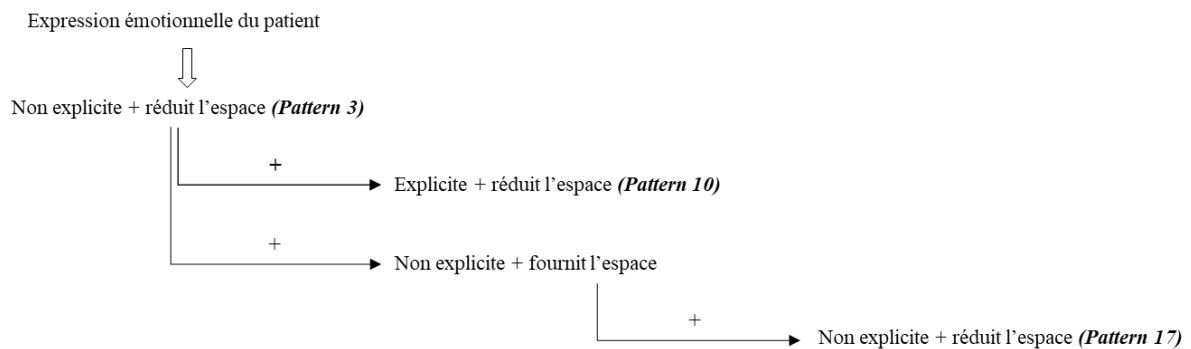 Expression émotionnelle du patient
Non explicite + réduit l’espace (Pattern 3)
+
Explicite + réduit l’espace (Pattern 10)
+
Non explicite + fournit l’espace
+
Non explicite + réduit l’espace (Pattern 17)